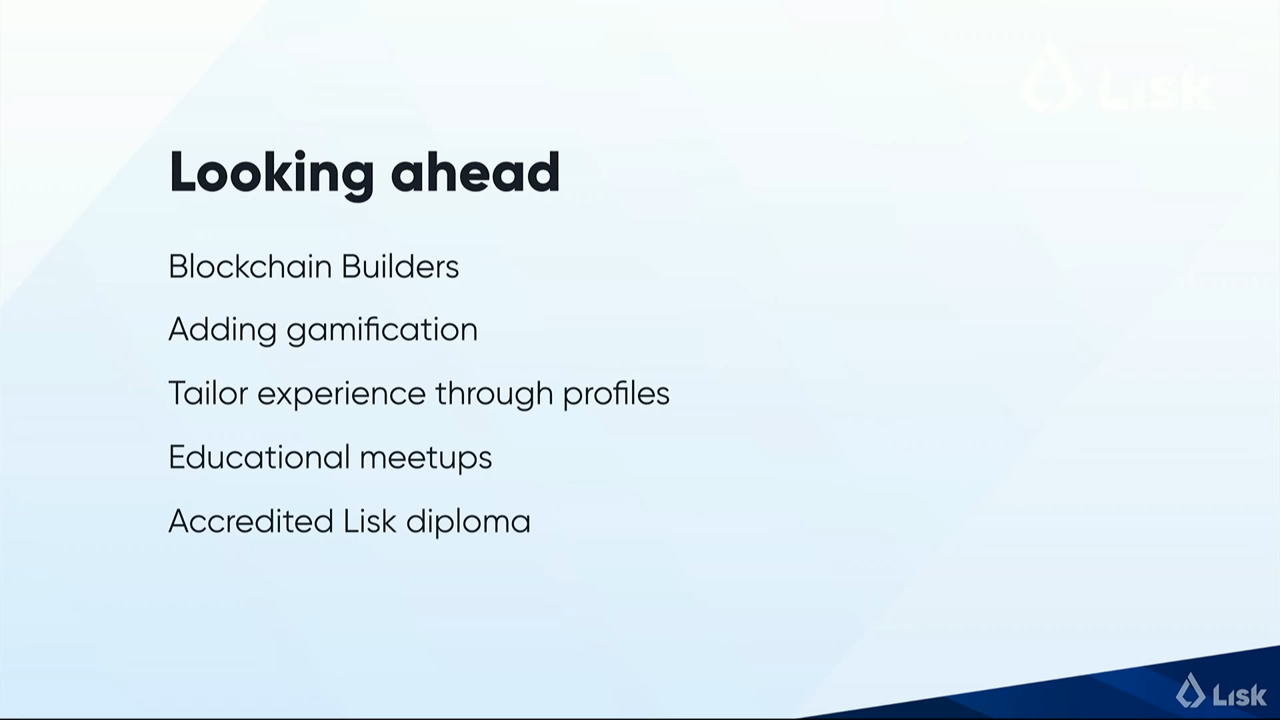 Lisk
Looking ahead
Blockchain Builders
Adding gamification
Tailor experience through profiles
Educational meetups
Accredited Lisk diploma
Lisk